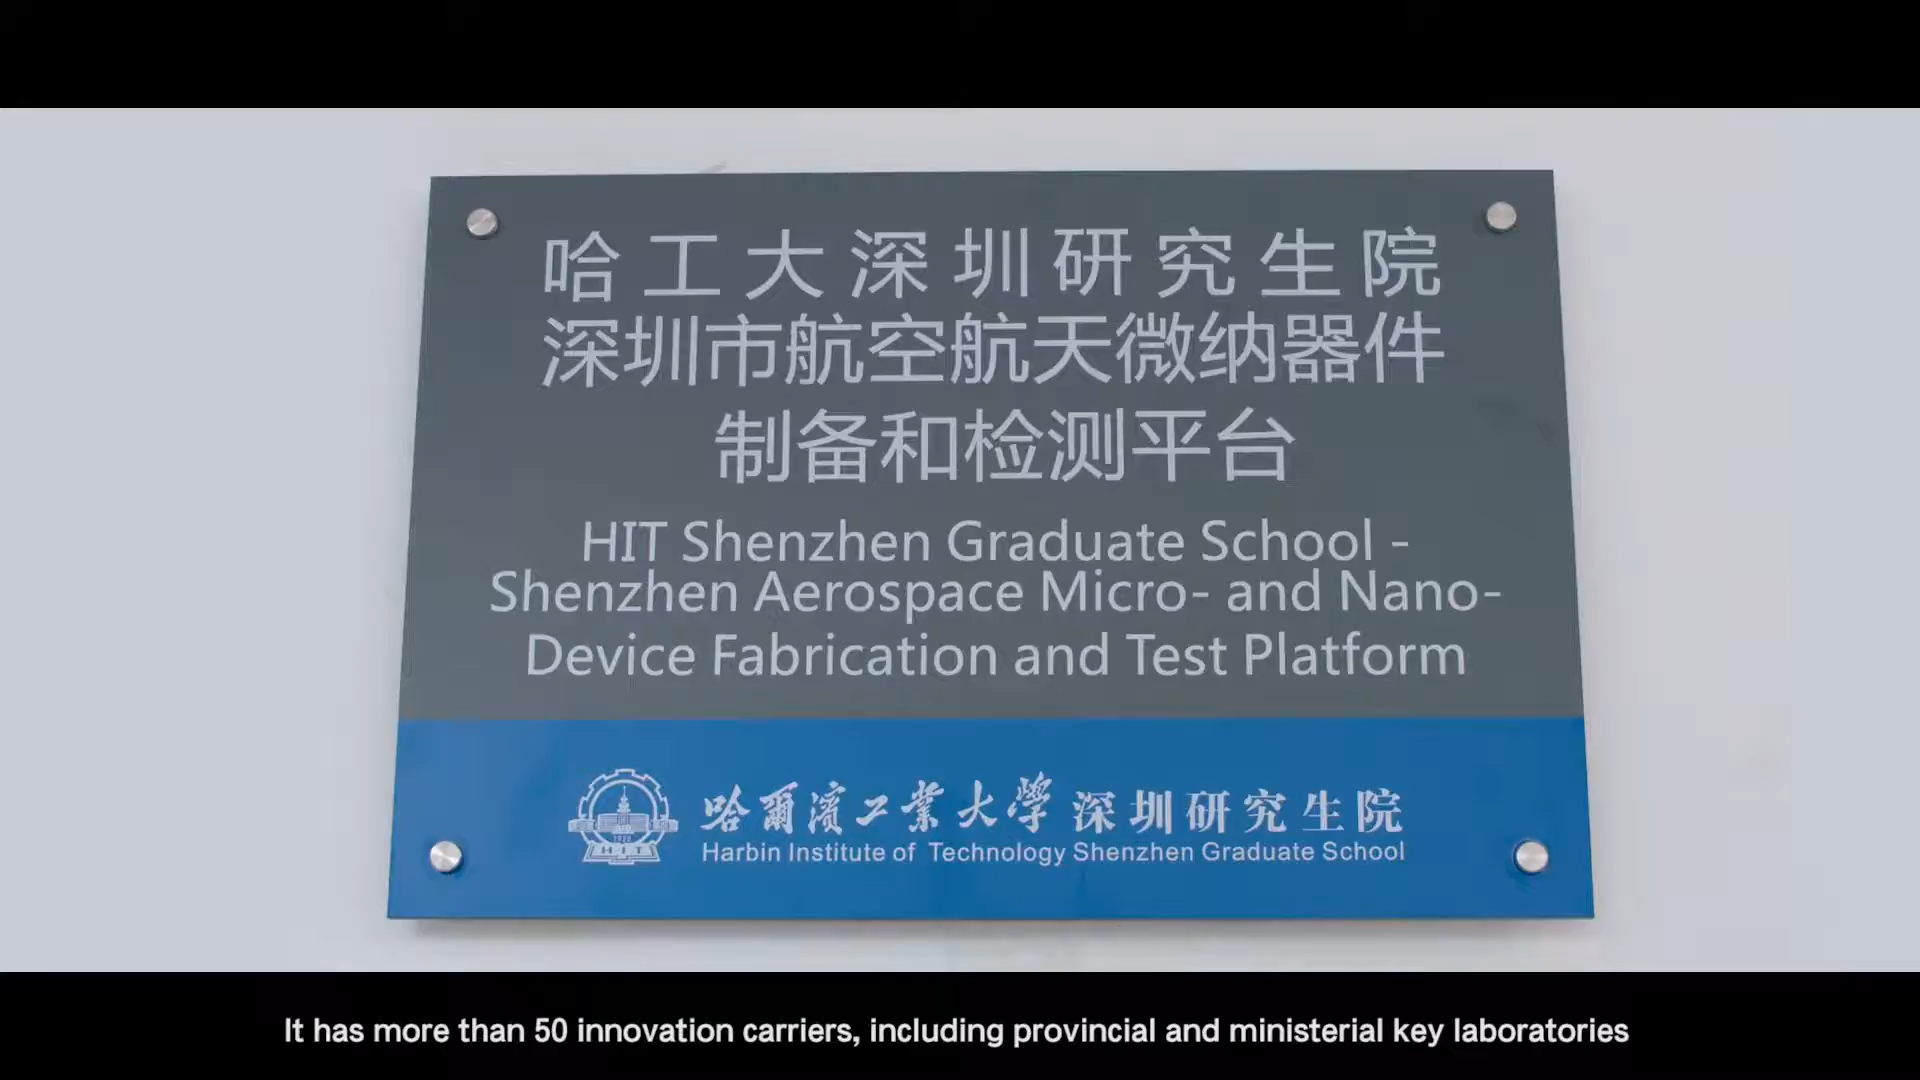 哈工大深圳研究生院
深圳市航空航天微纳器件
制备和检测平台
HIT Shenzhen Graduate School -
Shenzhen Aerospace Micro- and Nano-
Device Fabrication and Test Platform
1920
HIT
哈爾濱工業大學 深圳研究生院
Harbin Institute of Technology Shenzhen Graduate School
It has more than 50 innovation carriers, including provincial and ministerial key laboratories